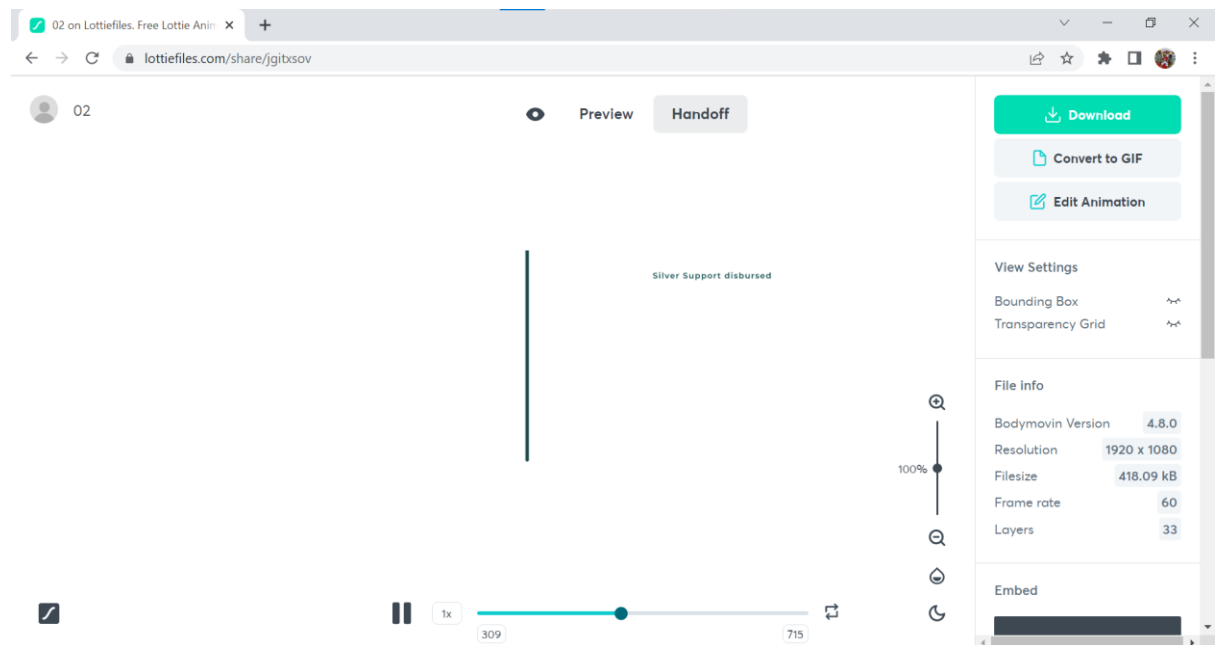 02 on Lottiefiles. Free Lottie Anim
lottiefiles.com/share/jgitxsov
02
Preview
Handoff
Download
Convert to GIF
Edit Animation
Silver Support disbursed
View Settings
Bounding Box
Transparency Grid
File info
Bodymovin Version 4.8.0
Resolution 1920 x 1080
Filesize 418.09 kB
Frame rate 60
Layers 33
100%
Embed
1x
309
715